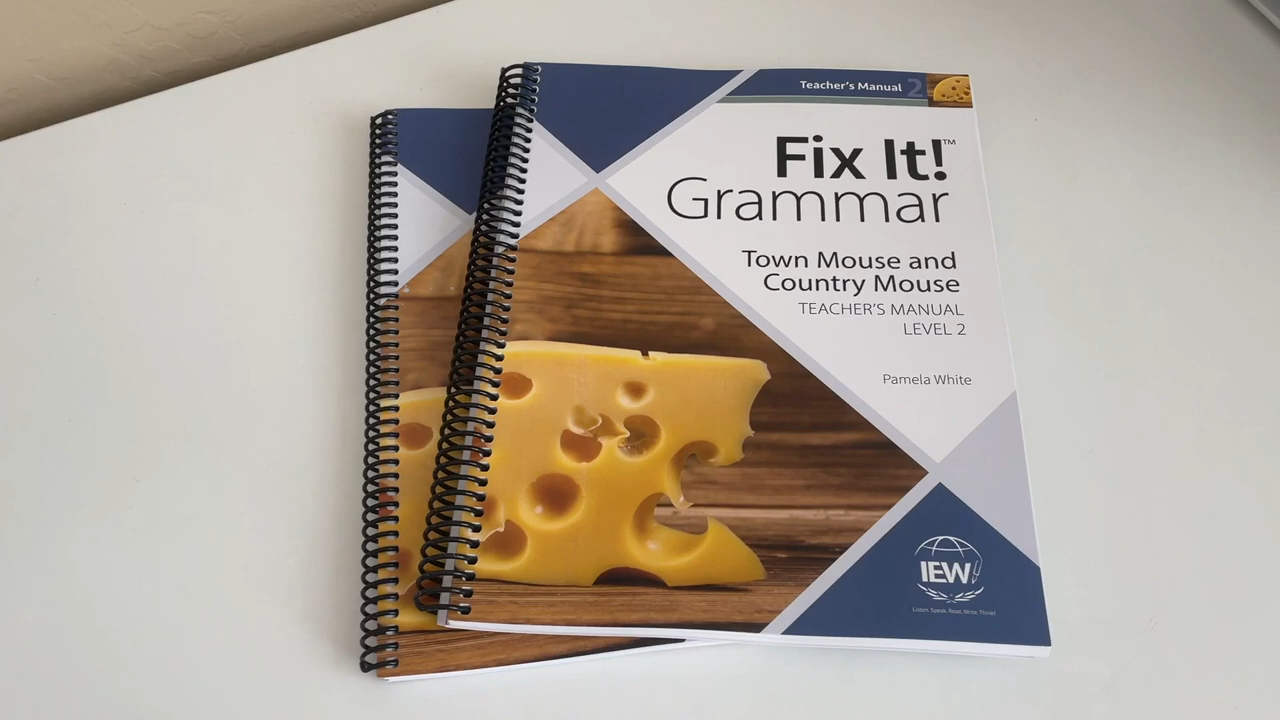 Teacher's Manual 2
Fix It!™
Grammar
Town Mouse and
Country Mouse
TEACHER'S MANUAL
LEVEL 2
Pamela White
IEW
Listen. Speak. Read. Write. Think!